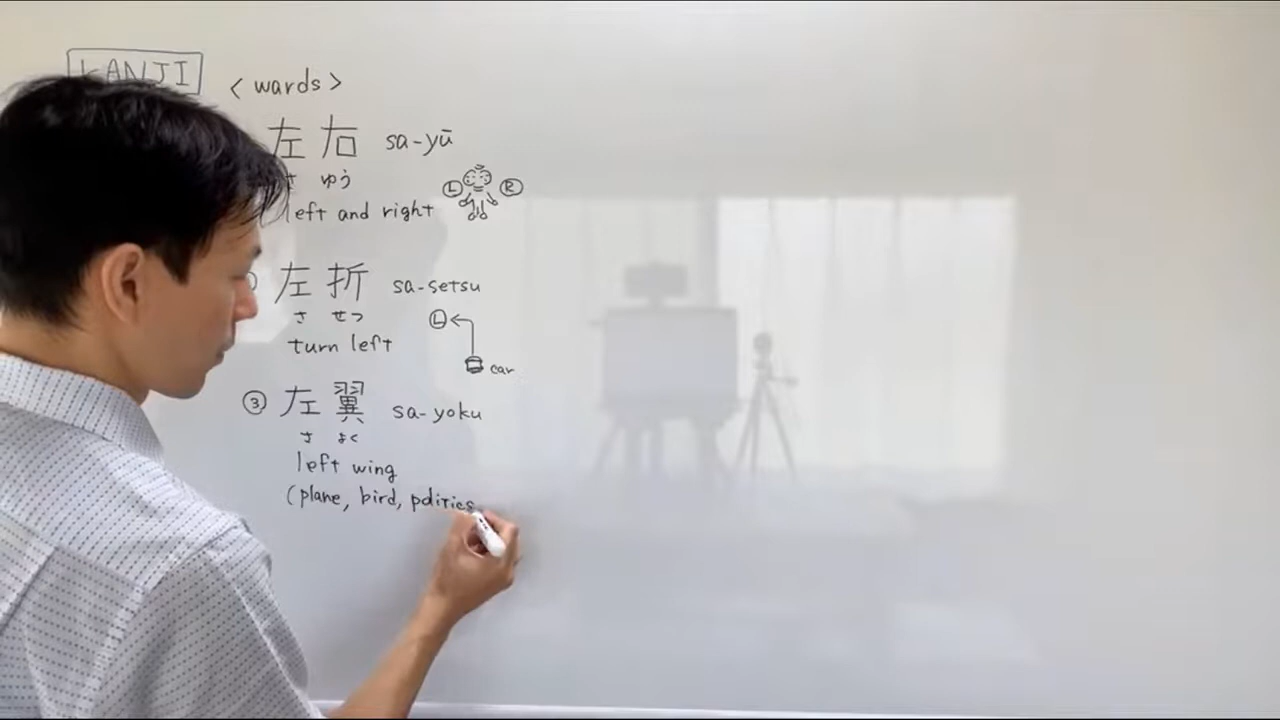 KANJI
< wards >
左右 sa-yū
さ ゆう
Ⓛ Ⓡ
left and right
左折 sa-setsu
さ せつ
Ⓛ
turn left
car
③ 左翼 sa-yoku
さ よく
left wing
(plane, bird, politics